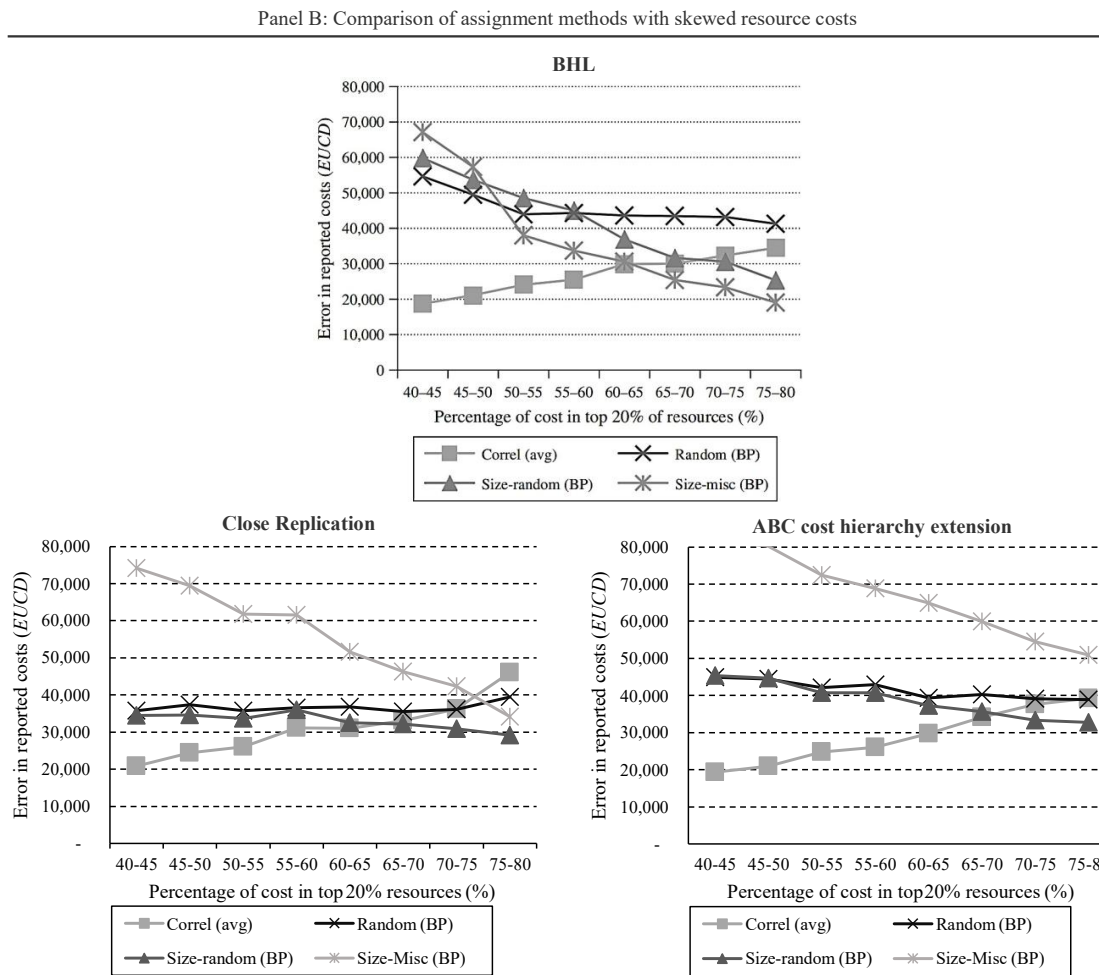 Panel B: Comparison of assignment methods with skewed resource costs
BHL
Error in reported costs (EUCD)
80,000
70,000
60,000
50,000
40,000
30,000
20,000
10,000
0
40–45 45–50 50–55 55–60 60–65 65–70 70–75 75–80
Percentage of cost in top 20% of resources (%)
Correl (avg) Random (BP)
Size-random (BP) Size-misc (BP)
Close Replication
Error in reported costs (EUCD)
80,000
70,000
60,000
50,000
40,000
30,000
20,000
10,000
-
40-45 45-50 50-55 55-60 60-65 65-70 70-75 75-80
Percentage of cost in top 20% resources (%)
Correl (avg) Random (BP)
Size-random (BP) Size-Misc (BP)
ABC cost hierarchy extension
Error in reported costs (EUCD)
80,000
70,000
60,000
50,000
40,000
30,000
20,000
10,000
-
40-45 45-50 50-55 55-60 60-65 65-70 70-75 75-8
Percentage of cost in top 20% resources (%)
Correl (avg) Random (BP)
Size-random (BP) Size-Misc (BP)